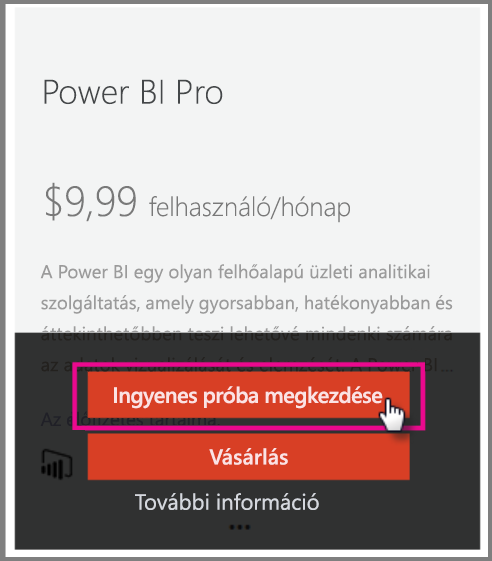 Power BI Pro
$9,99 felhasználó/hónap
A Power BI egy olyan felhőalapú üzleti analitikai
szolgáltatás, amely gyorsabban, hatékonyabban és
áttekinthetőbben teszi lehetővé mindenki számára
az adatok vizualizálását és elemzését. A Power BI...
Ingyenes próba megkezdése
Az előfizetés tartalma:
Vásárlás
További információ